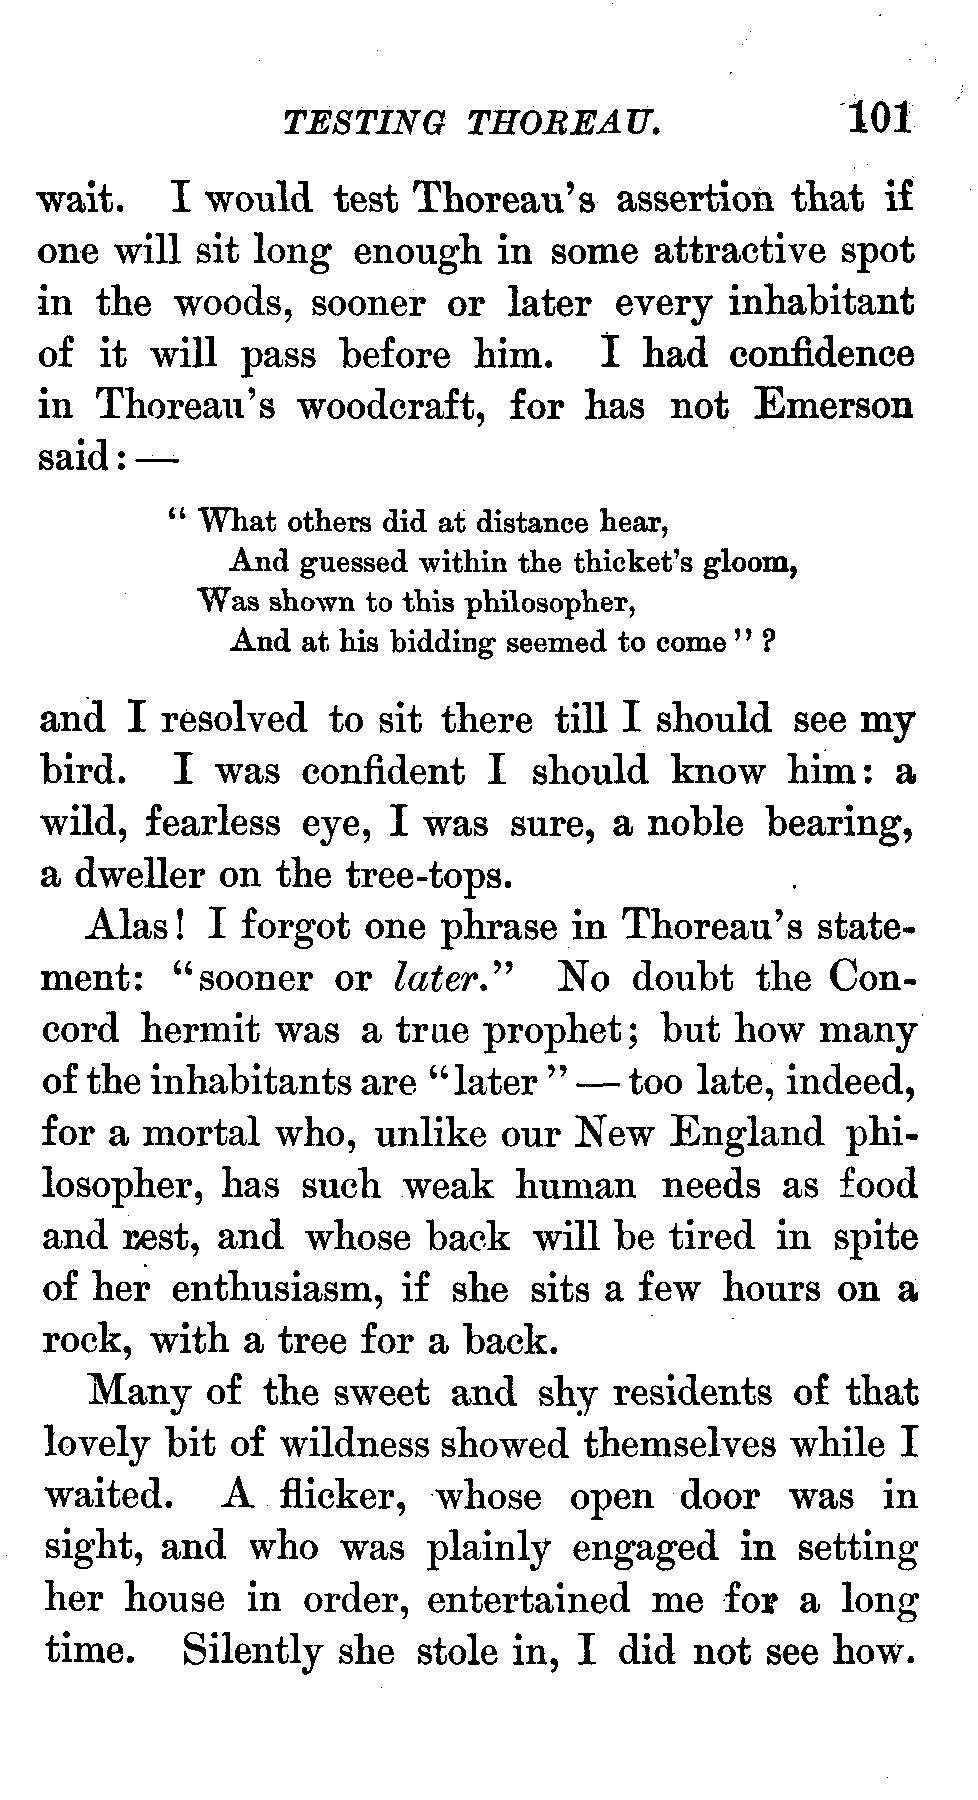 TESTING THOREAU. 101
wait. I would test Thoreau's assertion that if
one will sit long enough in some attractive spot
in the woods, sooner or later every inhabitant
of it will pass before him. I had confidence
in Thoreau's woodcraft, for has not Emerson
said: —
"What others did at distance hear,
And guessed within the thicket's gloom,
Was shown to this philosopher,
And at his bidding seemed to come"?
and I resolved to sit there till I should see my
bird. I was confident I should know him: a
wild, fearless eye, I was sure, a noble bearing,
a dweller on the tree-tops.
Alas! I forgot one phrase in Thoreau's state-
ment: "sooner or later." No doubt the Con-
cord hermit was a true prophet; but how many
of the inhabitants are "later" — too late, indeed,
for a mortal who, unlike our New England phi-
losopher, has such weak human needs as food
and rest, and whose back will be tired in spite
of her enthusiasm, if she sits a few hours on a
rock, with a tree for a back.
Many of the sweet and shy residents of that
lovely bit of wildness showed themselves while I
waited. A flicker, whose open door was in
sight, and who was plainly engaged in setting
her house in order, entertained me for a long
time. Silently she stole in, I did not see how.